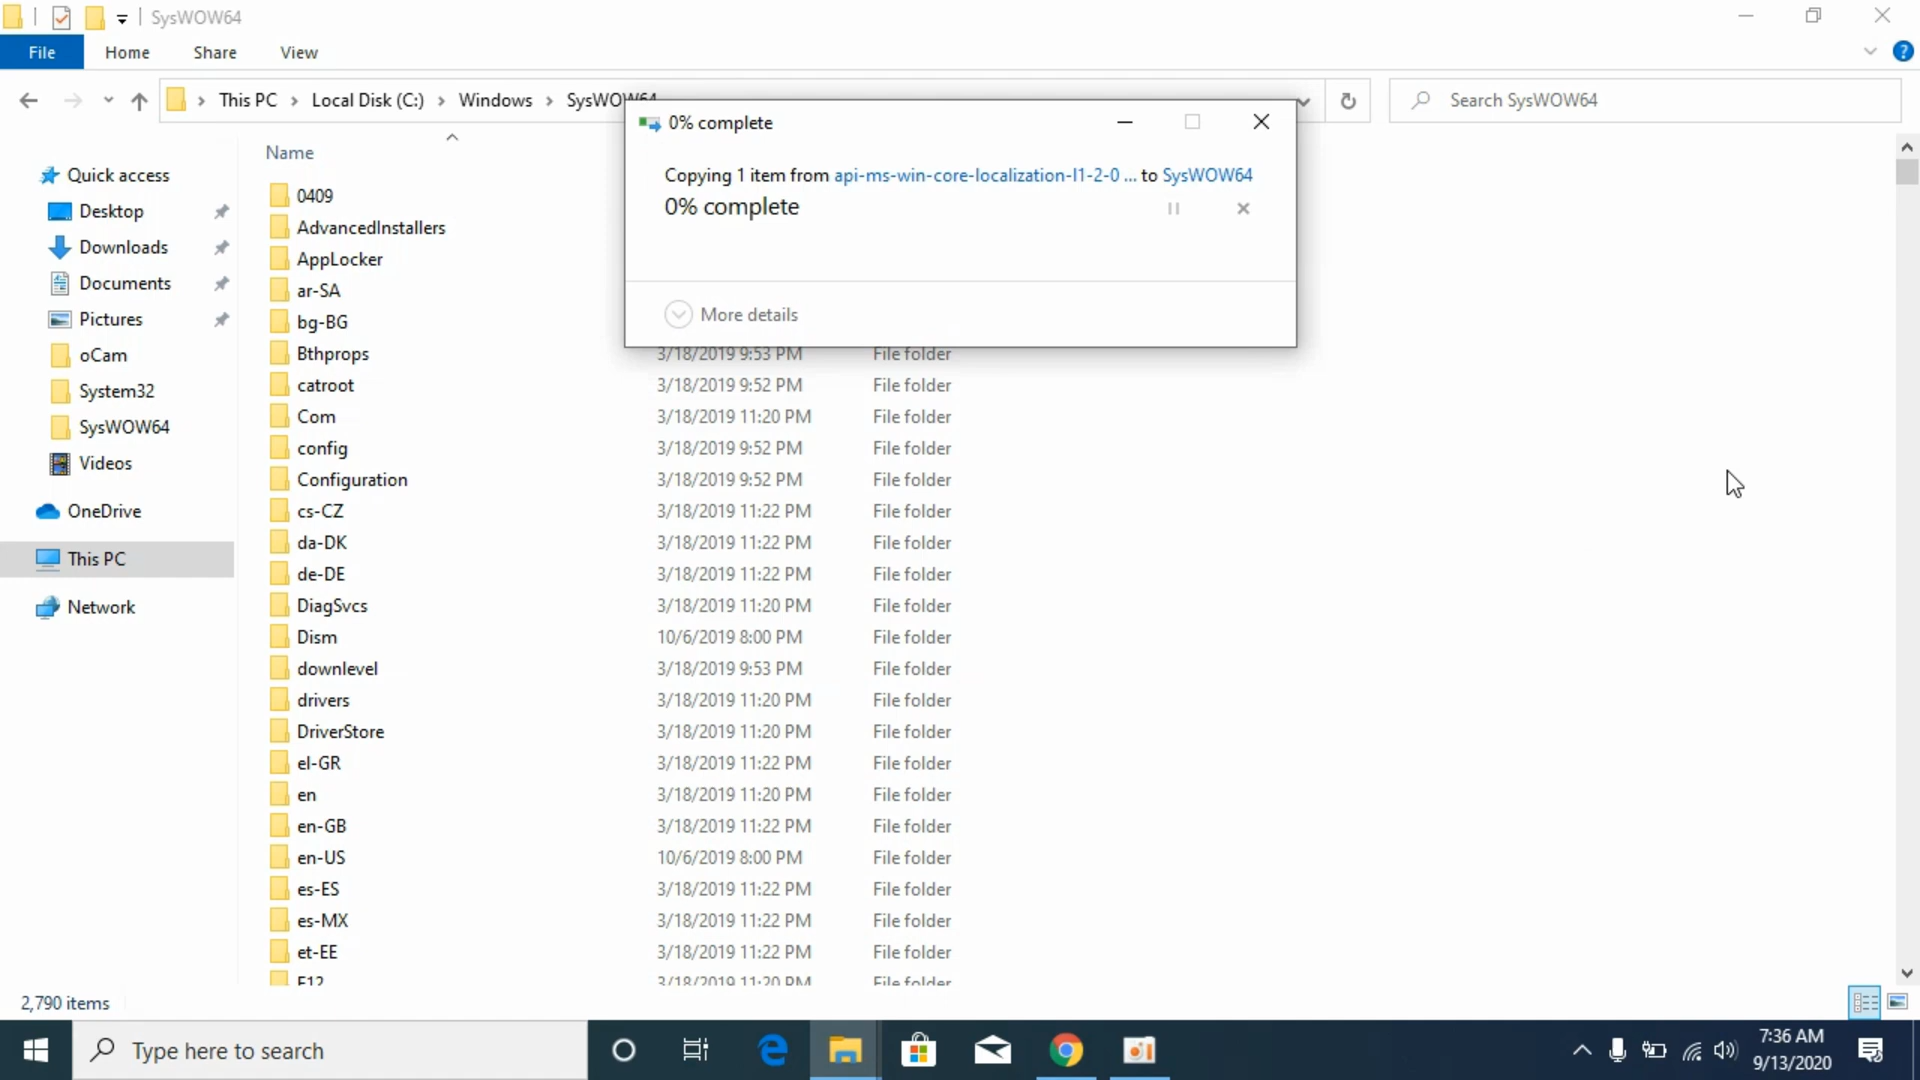 SysWOW64
File Home Share View
This PC Local Disk (C:) Windows SysWOW64
Search SysWOW64
0% complete
Copying 1 item from api-ms-win-core-localization-l1-2-0 ... to SysWOW64
0% complete
More details
Quick access
Desktop
Downloads
Documents
Pictures
oCam
System32
SysWOW64
Videos
OneDrive
This PC
Network
Name
0409
AdvancedInstallers
AppLocker
ar-SA
bg-BG
Bthprops 3/18/2019 9:53 PM File folder
catroot 3/18/2019 9:52 PM File folder
Com 3/18/2019 11:20 PM File folder
config 3/18/2019 9:52 PM File folder
Configuration 3/18/2019 9:52 PM File folder
cs-CZ 3/18/2019 11:22 PM File folder
da-DK 3/18/2019 11:22 PM File folder
de-DE 3/18/2019 11:22 PM File folder
DiagSvcs 3/18/2019 11:20 PM File folder
Dism 10/6/2019 8:00 PM File folder
downlevel 3/18/2019 9:53 PM File folder
drivers 3/18/2019 11:20 PM File folder
DriverStore 3/18/2019 11:20 PM File folder
el-GR 3/18/2019 11:22 PM File folder
en 3/18/2019 11:20 PM File folder
en-GB 3/18/2019 11:22 PM File folder
en-US 10/6/2019 8:00 PM File folder
es-ES 3/18/2019 11:22 PM File folder
es-MX 3/18/2019 11:22 PM File folder
et-EE 3/18/2019 11:22 PM File folder
F12 3/18/2019 11:20 PM File folder
2,790 items
Type here to search
7:36 AM
9/13/2020